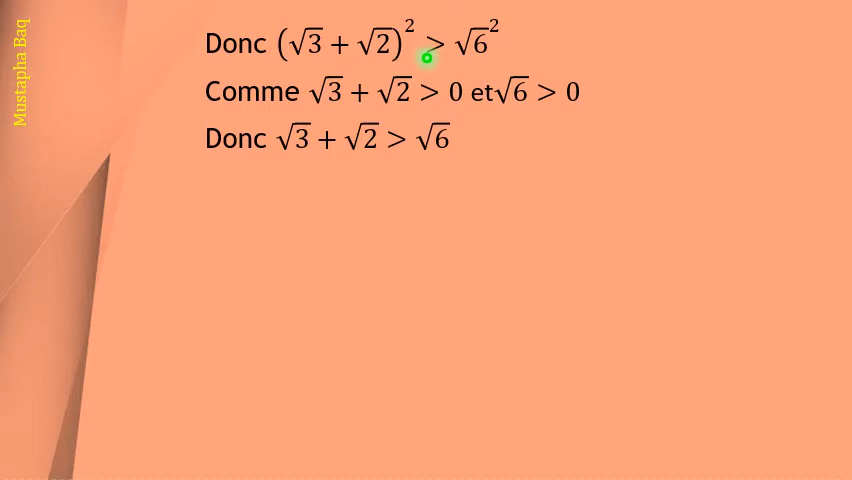 Mustapha Baq
Donc (√3 + √2)² > √6²
Comme √3 + √2 > 0 et√6 > 0
Donc √3 + √2 > √6